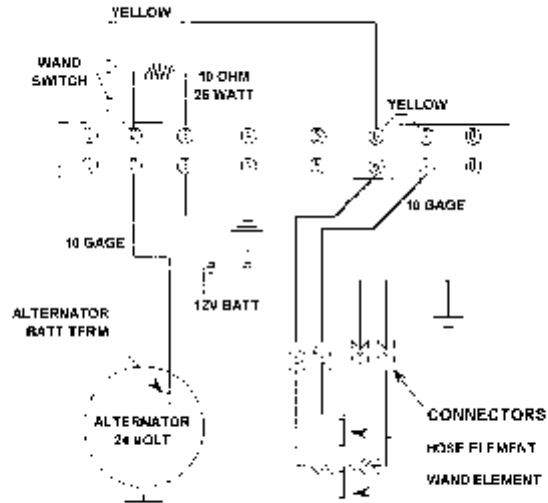 YELLOW
WAND
SWITCH
10 OHM
25 WATT
YELLOW
10 GAGE
10 GAGE
12V BATT
ALTERNATOR
BATT TERM
ALTERNATOR
24 VOLT
CONNECTORS
HOSE ELEMENT
WAND ELEMENT